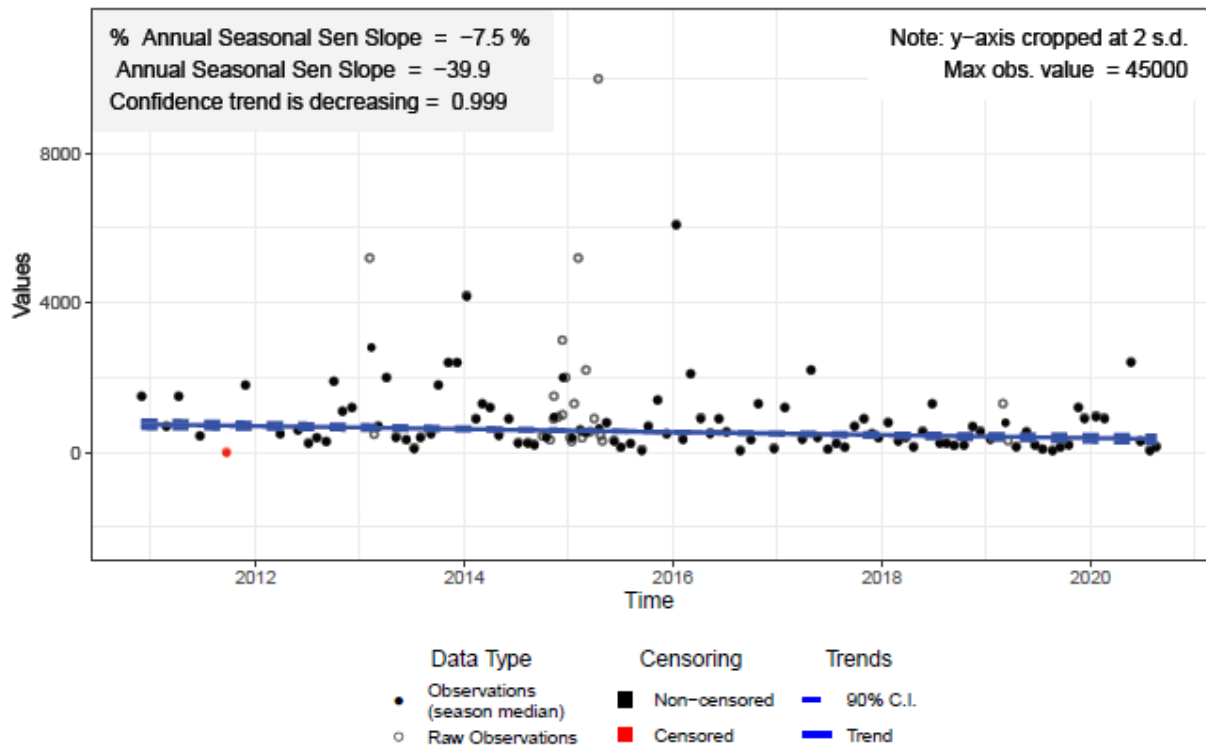 % Annual Seasonal Sen Slope = −7.5 %
Annual Seasonal Sen Slope = −39.9
Confidence trend is decreasing = 0.999
Note: y−axis cropped at 2 s.d.
Max obs. value = 45000
8000
4000
0
Values
2012
2014
2016
2018
2020
Time
Data Type
Observations
(season median)
Raw Observations
Censoring
Non−censored
Censored
Trends
90% C.I.
Trend